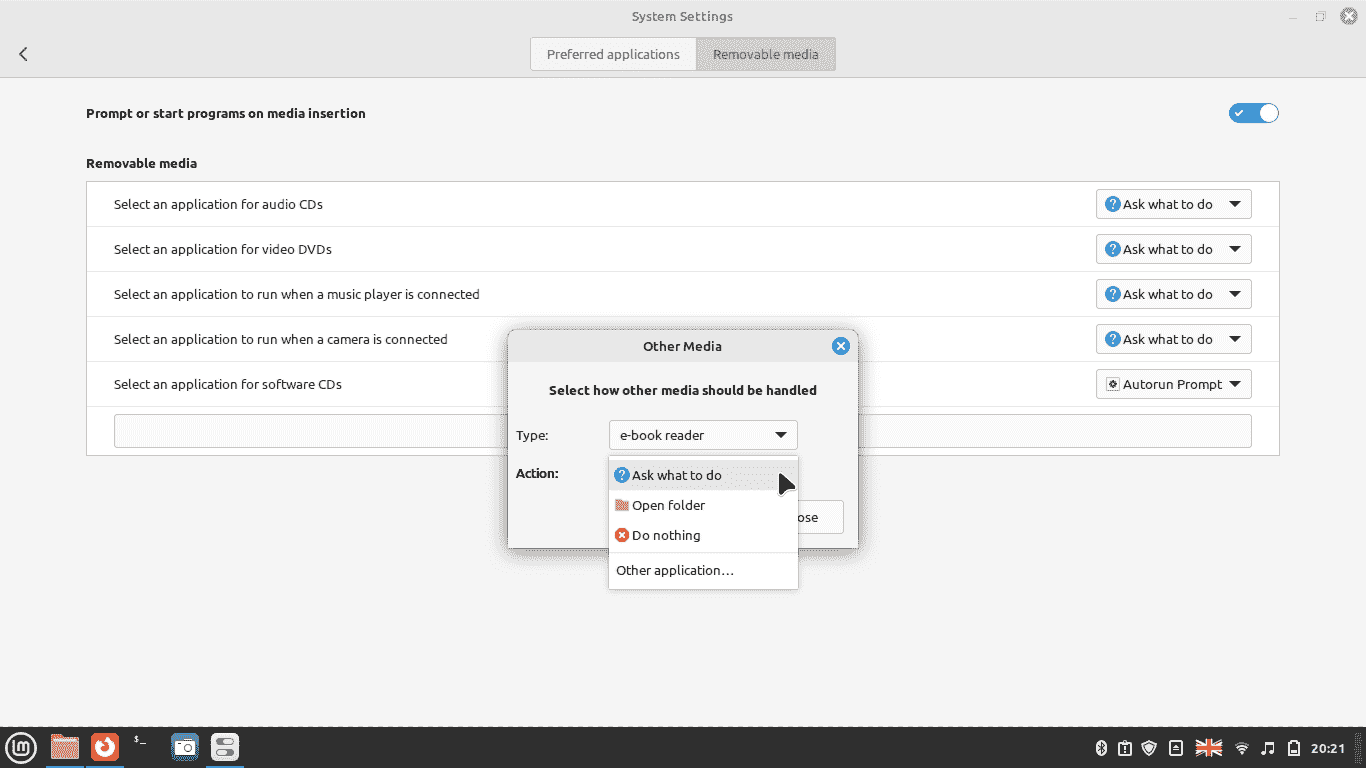 System Settings
Preferred applications
Removable media
Prompt or start programs on media insertion
Removable media
Select an application for audio CDs
Ask what to do
Select an application for video DVDs
Ask what to do
Select an application to run when a music player is connected
Ask what to do
Select an application to run when a camera is connected
Ask what to do
Select an application for software CDs
Autorun Prompt
Other Media
Select how other media should be handled
Type:
e-book reader
Action:
Ask what to do
Open folder
Do nothing
Other application…
20:21